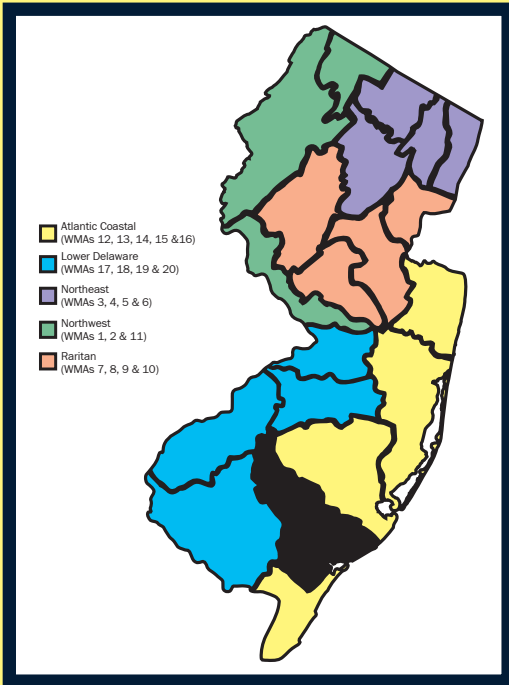 Atlantic Coastal
(WMAs 12, 13, 14, 15 &16)
Lower Delaware
(WMAs 17, 18, 19 & 20)
Northeast
(WMAs 3, 4, 5 & 6)
Northwest
(WMAs 1, 2 & 11)
Raritan
(WMAs 7, 8, 9 & 10)